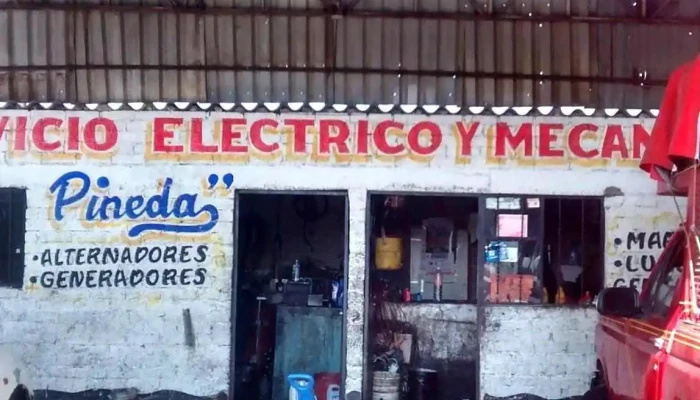 VICIO ELECTRICO Y MECAN
Pineda”
• ALTERNADORES
• GENERADORES
• MA
• LU
GE